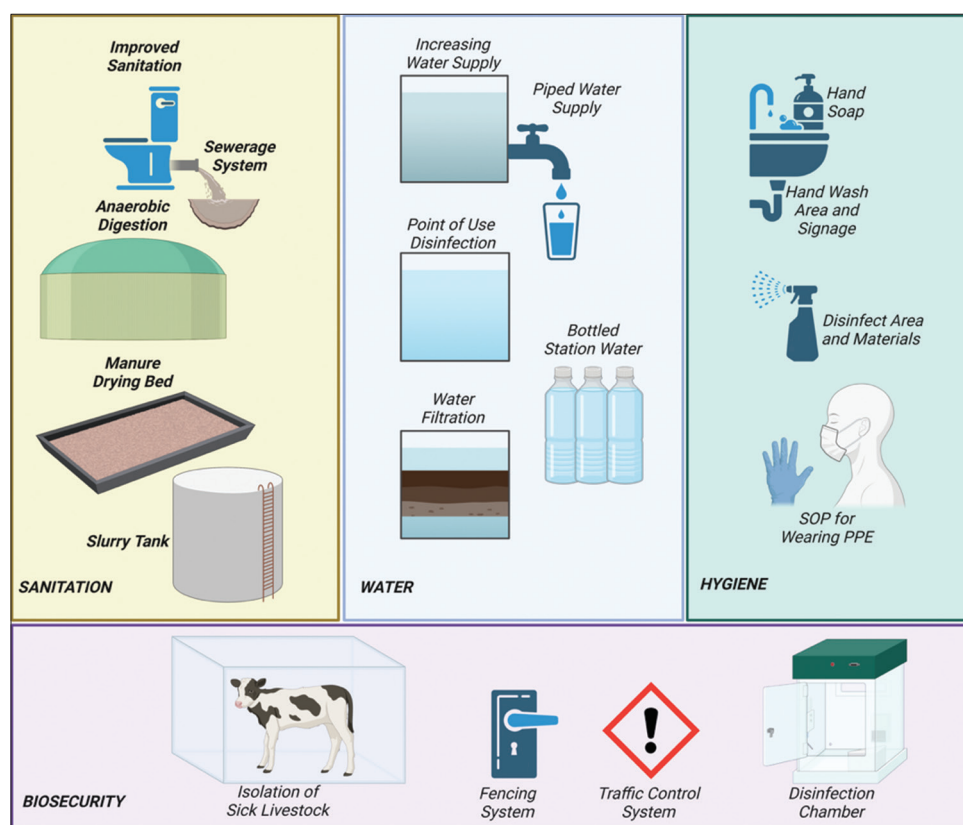 Improved
Sanitation
Sewerage
System
Anaerobic
Digestion
Manure
Drying Bed
Slurry Tank
SANITATION
Increasing
Water Supply
Piped Water
Supply
Point of Use
Disinfection
Bottled
Station Water
Water
Filtration
WATER
Hand
Soap
Hand Wash
Area and
Signage
Disinfect Area
and Materials
SOP for
Wearing PPE
HYGIENE
Isolation of
Sick Livestock
Fencing
System
Traffic Control
System
Disinfection
Chamber
BIOSECURITY